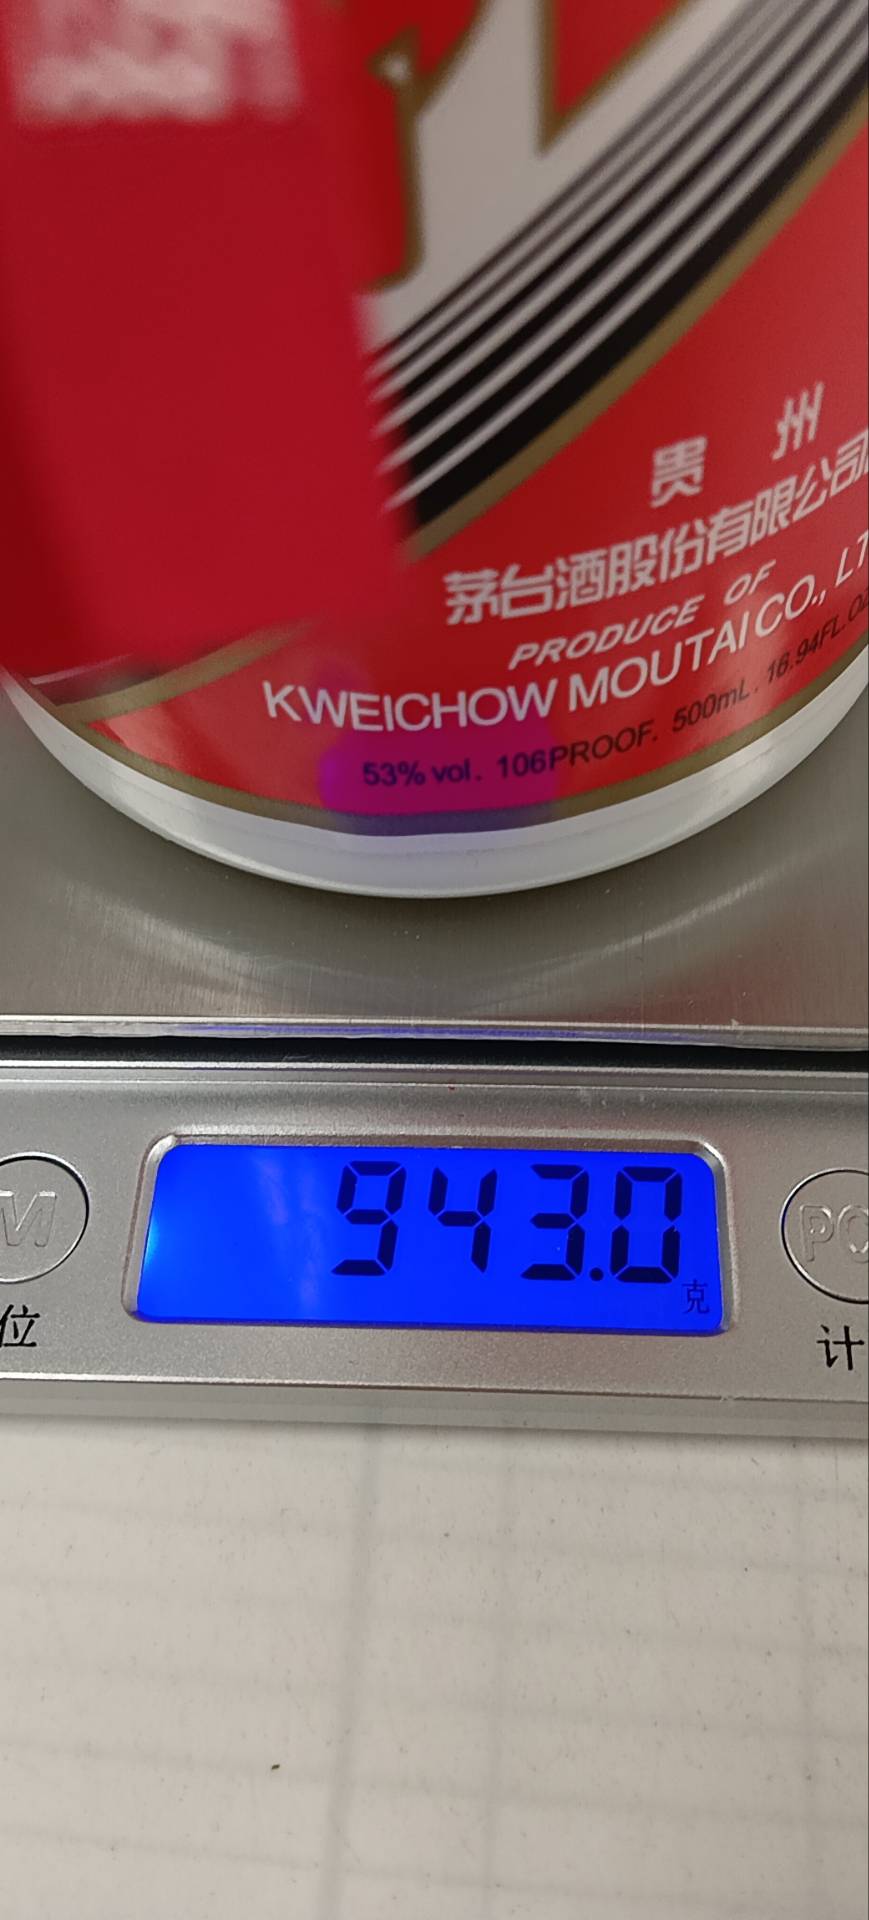 贵 州
茅台酒股份有限公司
PRODUCE OF
KWEICHOW MOUTAI CO., LT
53% vol. 106PROOF. 500mL. 16.94FL.OZ
943.0
克
M
PC
位
计